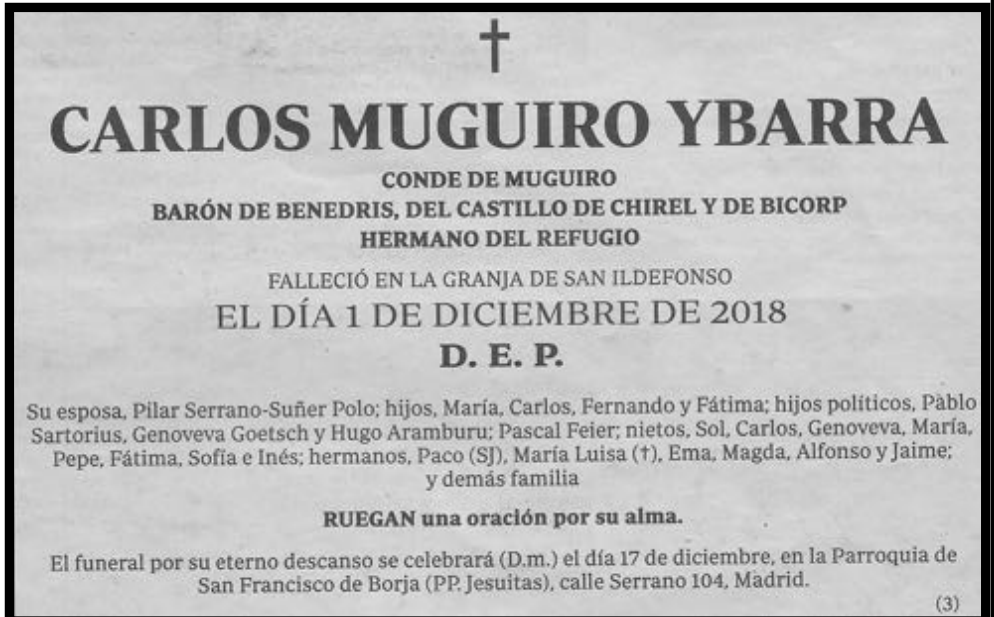 †
CARLOS MUGUIRO YBARRA
CONDE DE MUGUIRO
BARÓN DE BENEDRIS, DEL CASTILLO DE CHIREL Y DE BICORP
HERMANO DEL REFUGIO
FALLECIÓ EN LA GRANJA DE SAN ILDEFONSO
EL DÍA 1 DE DICIEMBRE DE 2018
D. E. P.
Su esposa, Pilar Serrano-Suñer Polo; hijos, María, Carlos, Fernando y Fátima; hijos políticos, Pablo
Sartorius, Genoveva Goetsch y Hugo Aramburu; Pascal Feier; nietos, Sol, Carlos, Genoveva, María,
Pepe, Fátima, Sofía e Inés; hermanos, Paco (SJ), María Luisa (†), Ema, Magda, Alfonso y Jaime;
y demás familia
RUEGAN una oración por su alma.
El funeral por su eterno descanso se celebrará (D.m.) el día 17 de diciembre, en la Parroquia de
San Francisco de Borja (PP. Jesuitas), calle Serrano 104, Madrid.
(3)